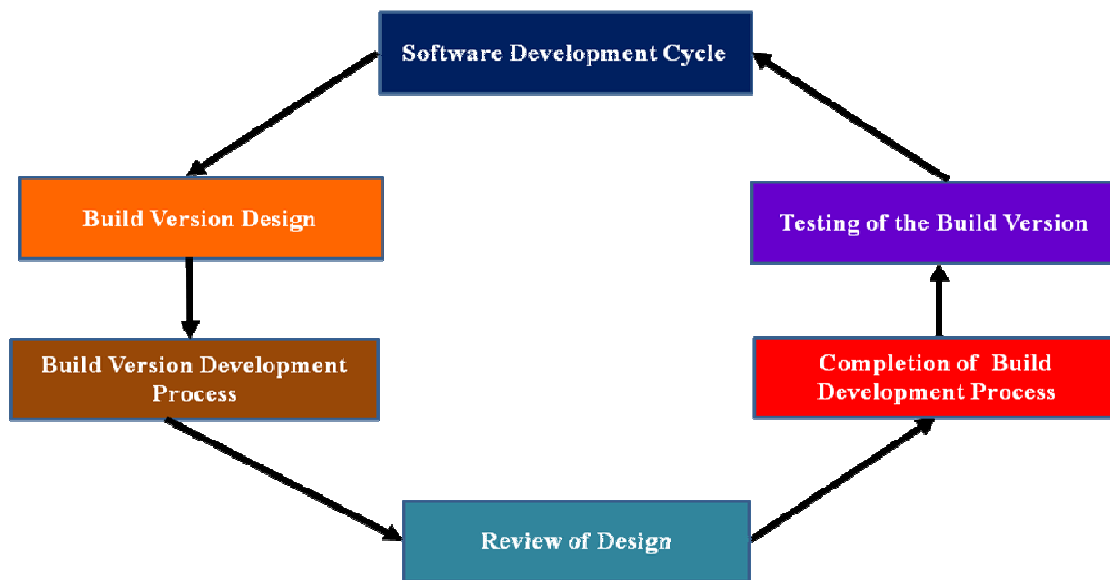 Software Development Cycle
Build Version Design
Testing of the Build Version
Build Version Development
Process
Completion of Build
Development Process
Review of Design